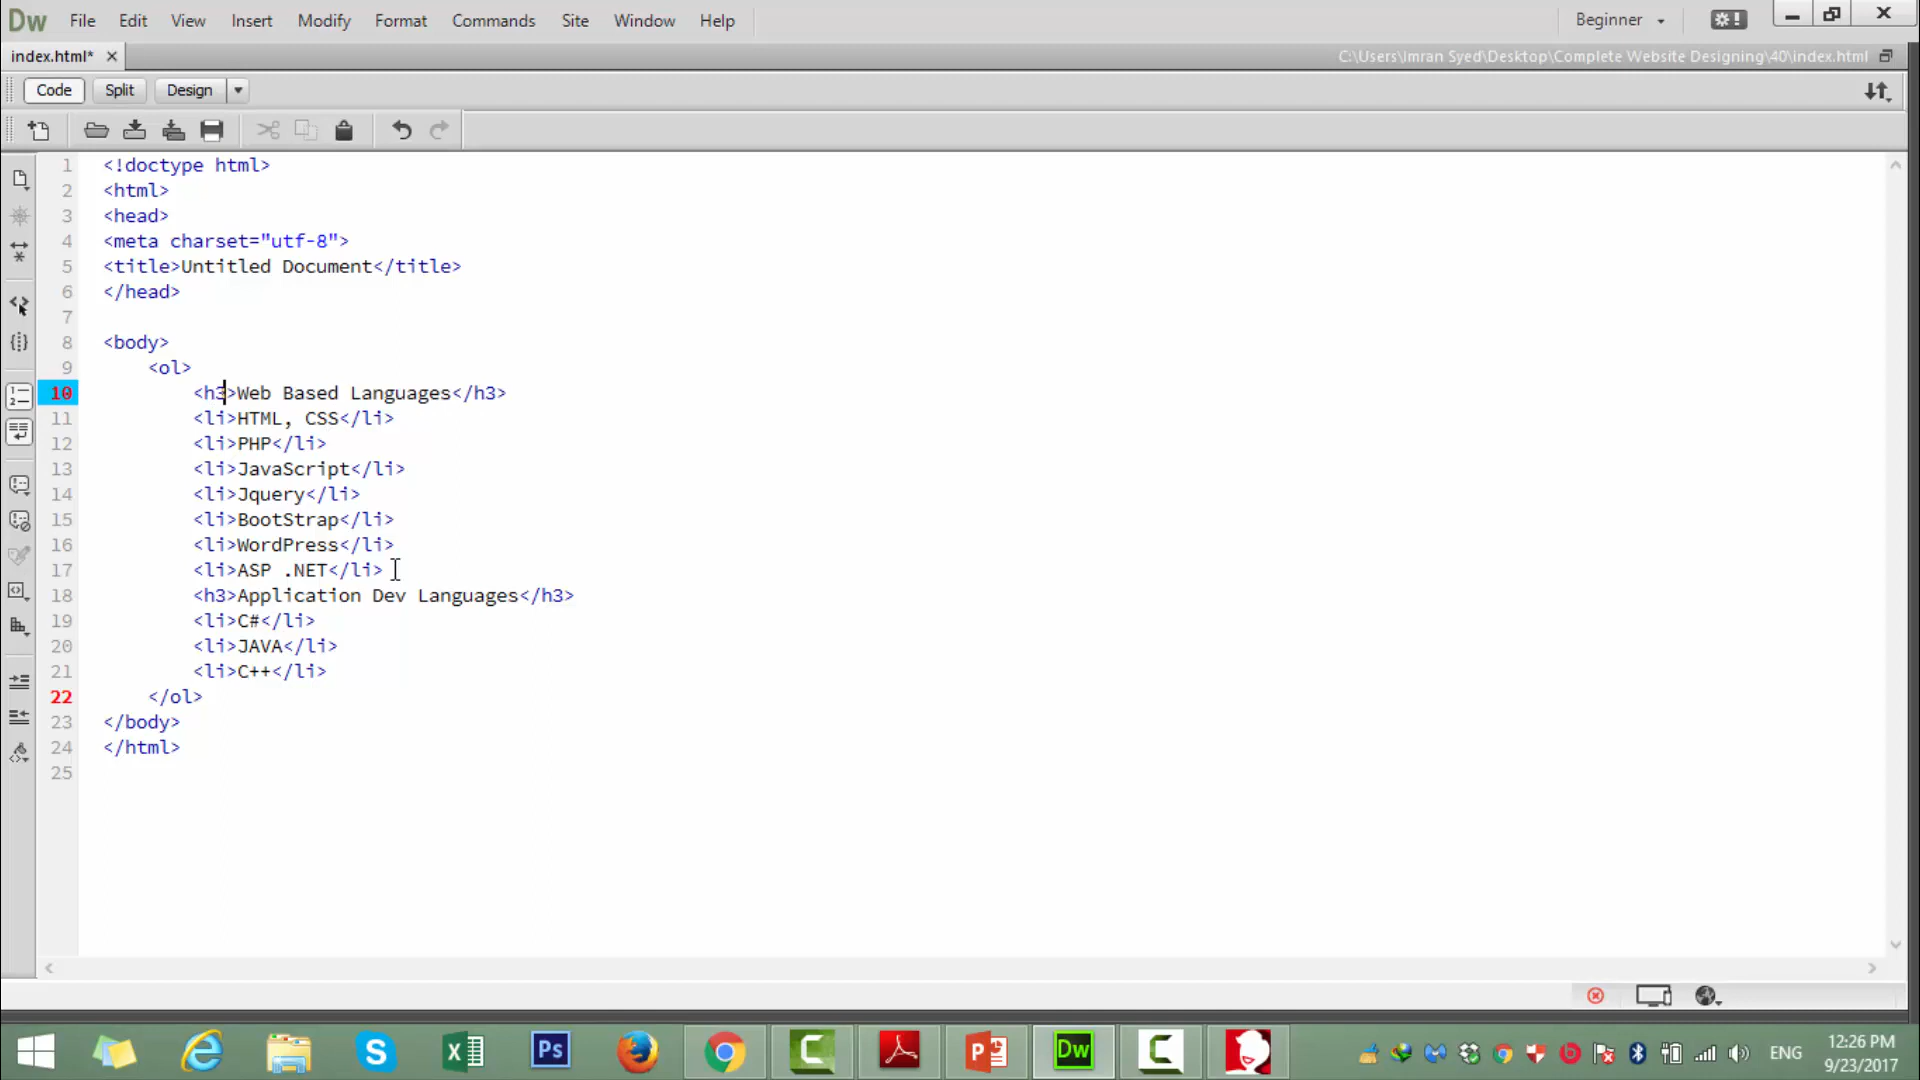 Dw File Edit View Insert Modify Format Commands Site Window Help Beginner
index.html* C:\Users\Imran Syed\Desktop\Complete Website Designing\40\index.html
Code Split Design
1 <!doctype html>
2 <html>
3 <head>
4 <meta charset="utf-8">
5 <title>Untitled Document</title>
6 </head>
7
8 <body>
9 <ol>
10 <h3>Web Based Languages</h3>
11 <li>HTML, CSS</li>
12 <li>PHP</li>
13 <li>JavaScript</li>
14 <li>Jquery</li>
15 <li>BootStrap</li>
16 <li>WordPress</li>
17 <li>ASP .NET</li>
18 <h3>Application Dev Languages</h3>
19 <li>C#</li>
20 <li>JAVA</li>
21 <li>C++</li>
22 </ol>
23 </body>
24 </html>
25
Ps Dw ENG 12:26 PM
9/23/2017